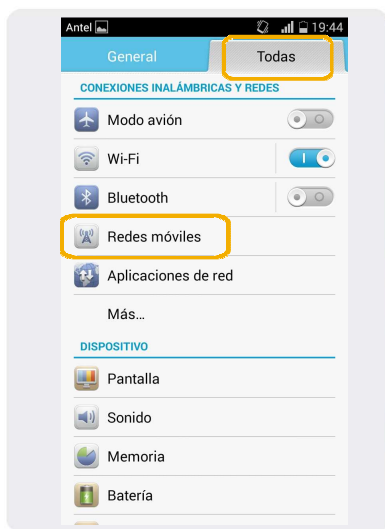 Antel 19:44
General Todas
CONEXIONES INALÁMBRICAS Y REDES
Modo avión
Wi-Fi
Bluetooth
Redes móviles
Aplicaciones de red
Más...
DISPOSITIVO
Pantalla
Sonido
Memoria
Batería